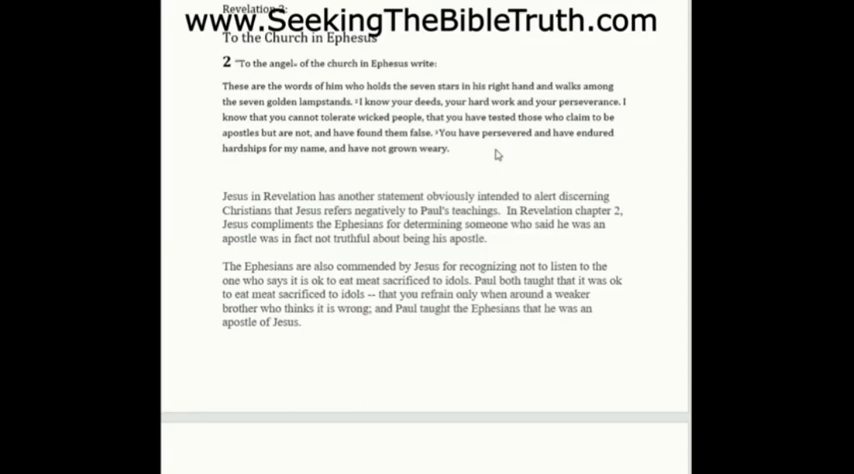 Revelation 2:
www.SeekingTheBibleTruth.com
To the Church in Ephesus
2 "To the angel of the church in Ephesus write:
These are the words of him who holds the seven stars in his right hand and walks among
the seven golden lampstands. ² I know your deeds, your hard work and your perseverance. I
know that you cannot tolerate wicked people, that you have tested those who claim to be
apostles but are not, and have found them false. ³ You have persevered and have endured
hardships for my name, and have not grown weary.
Jesus in Revelation has another statement obviously intended to alert discerning
Christians that Jesus refers negatively to Paul's teachings. In Revelation chapter 2,
Jesus compliments the Ephesians for determining someone who said he was an
apostle was in fact not truthful about being his apostle.
The Ephesians are also commended by Jesus for recognizing not to listen to the
one who says it is ok to eat meat sacrificed to idols. Paul both taught that it was ok
to eat meat sacrificed to idols -- that you refrain only when around a weaker
brother who thinks it is wrong; and Paul taught the Ephesians that he was an
apostle of Jesus.